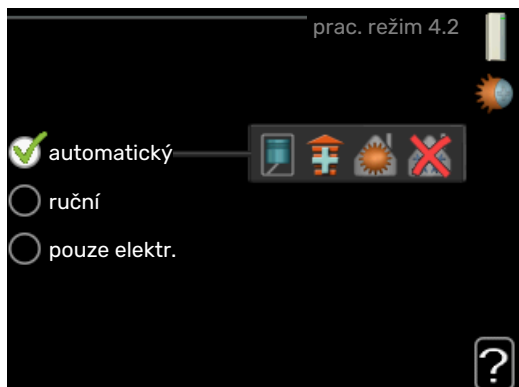 prac. režim 4.2
automatický
ruční
pouze elektr.
?